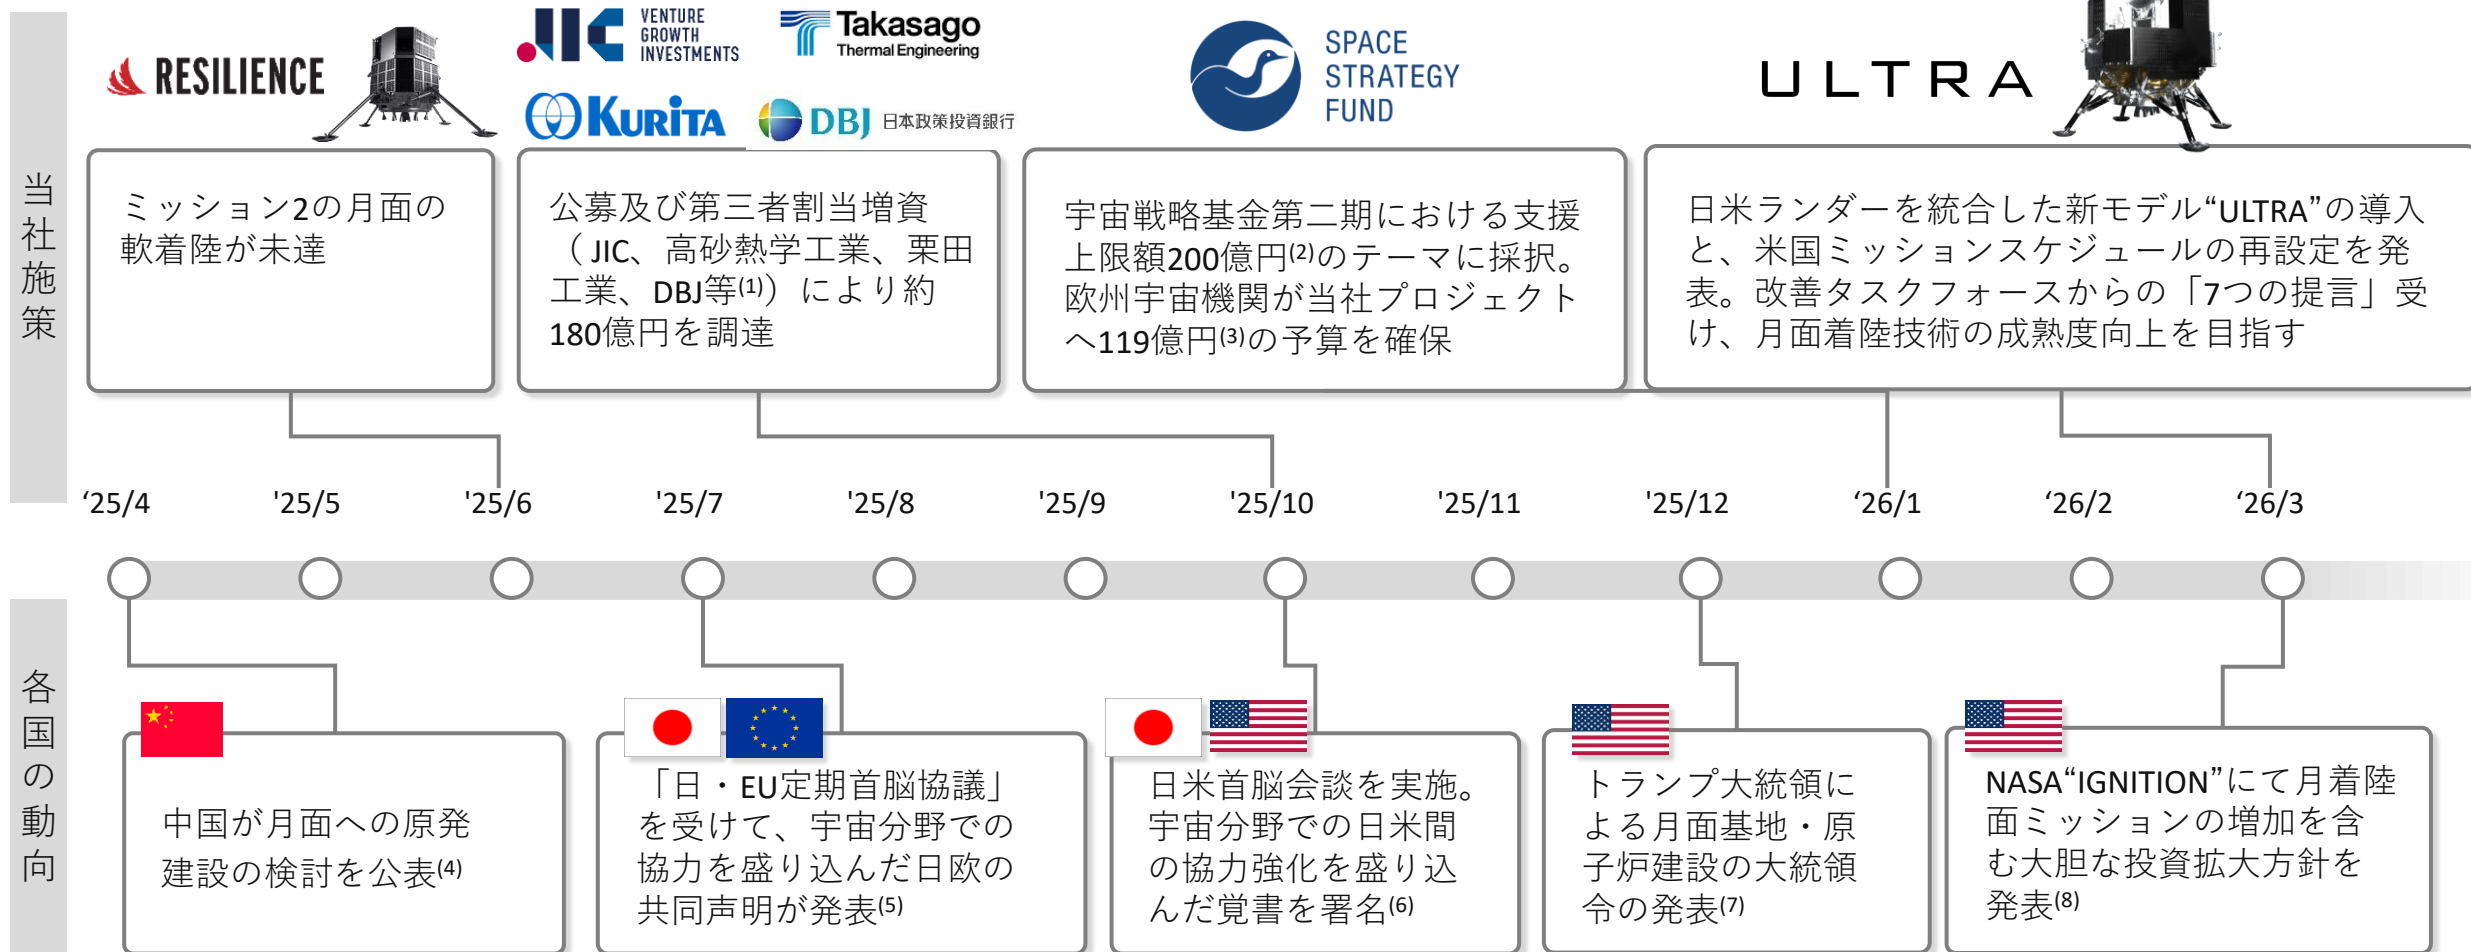 RESILIENCE
JIC
VENTURE
GROWTH
INVESTMENTS
Takasago
Thermal Engineering
KURITA
DBJ 日本政策投資銀行
SPACE
STRATEGY
FUND
ULTRA
当社施策
ミッション2の月面の
軟着陸が未達
公募及び第三者割当増資
（JIC、高砂熱学工業、栗田
工業、DBJ等(1)）により約
180億円を調達
宇宙戦略基金第二期における支援
上限額200億円(2)のテーマに採択。
欧州宇宙機関が当社プロジェクト
へ119億円(3)の予算を確保
日米ランダーを統合した新モデル“ULTRA”の導入
と、米国ミッションスケジュールの再設定を発
表。改善タスクフォースからの「7つの提言」受
け、月面着陸技術の成熟度向上を目指す
‘25/4 '25/5 '25/6 '25/7 '25/8 '25/9 '25/10 '25/11 '25/12 ‘26/1 ‘26/2 ‘26/3
各国の動向
中国が月面への原発
建設の検討を公表(4)
「日・EU定期首脳協議」
を受けて、宇宙分野での
協力を盛り込んだ日欧の
共同声明が発表(5)
日米首脳会談を実施。
宇宙分野での日米間
の協力強化を盛り込
んだ覚書を署名(6)
トランプ大統領に
よる月面基地・原
子炉建設の大統領
令の発表(7)
NASA“IGNITION”にて月着陸
面ミッションの増加を含
む大胆な投資拡大方針を
発表(8)